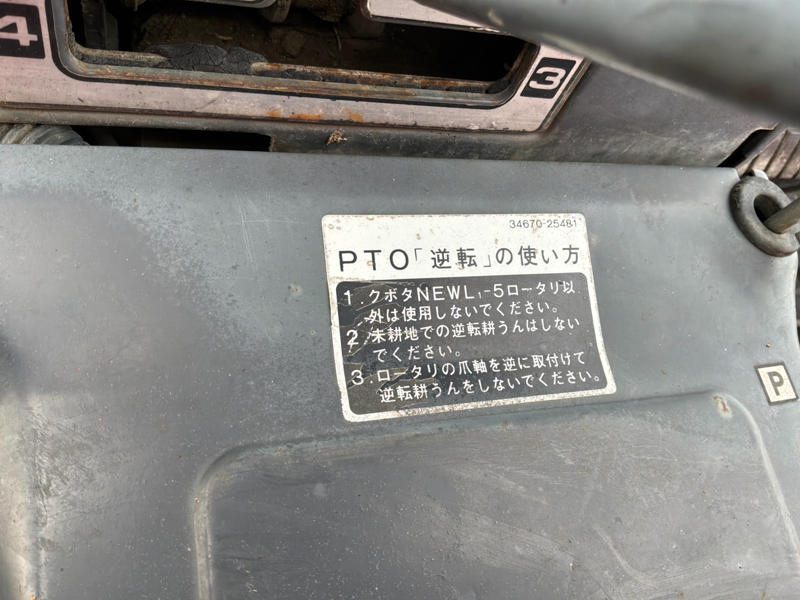 4
3
34670-25481
PTO「逆転」の使い方
1.クボタNEWL₁-5ロータリ以
外は使用しないでください。
2.未耕地での逆転耕うんはしない
でください。
3.ロータリの爪軸を逆に取付けて
逆転耕うんをしないでください。
P